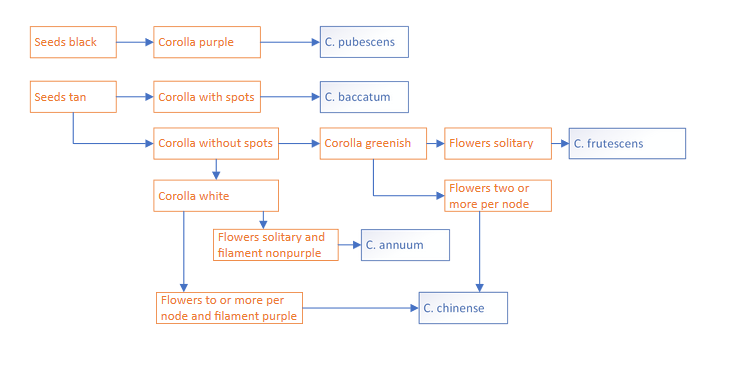 Seeds black
Corolla purple
C. pubescens
Seeds tan
Corolla with spots
C. baccatum
Corolla without spots
Corolla greenish
Flowers solitary
C. frutescens
Corolla white
Flowers two or
more per node
Flowers solitary and
filament nonpurple
C. annuum
Flowers to or more per
node and filament purple
C. chinense